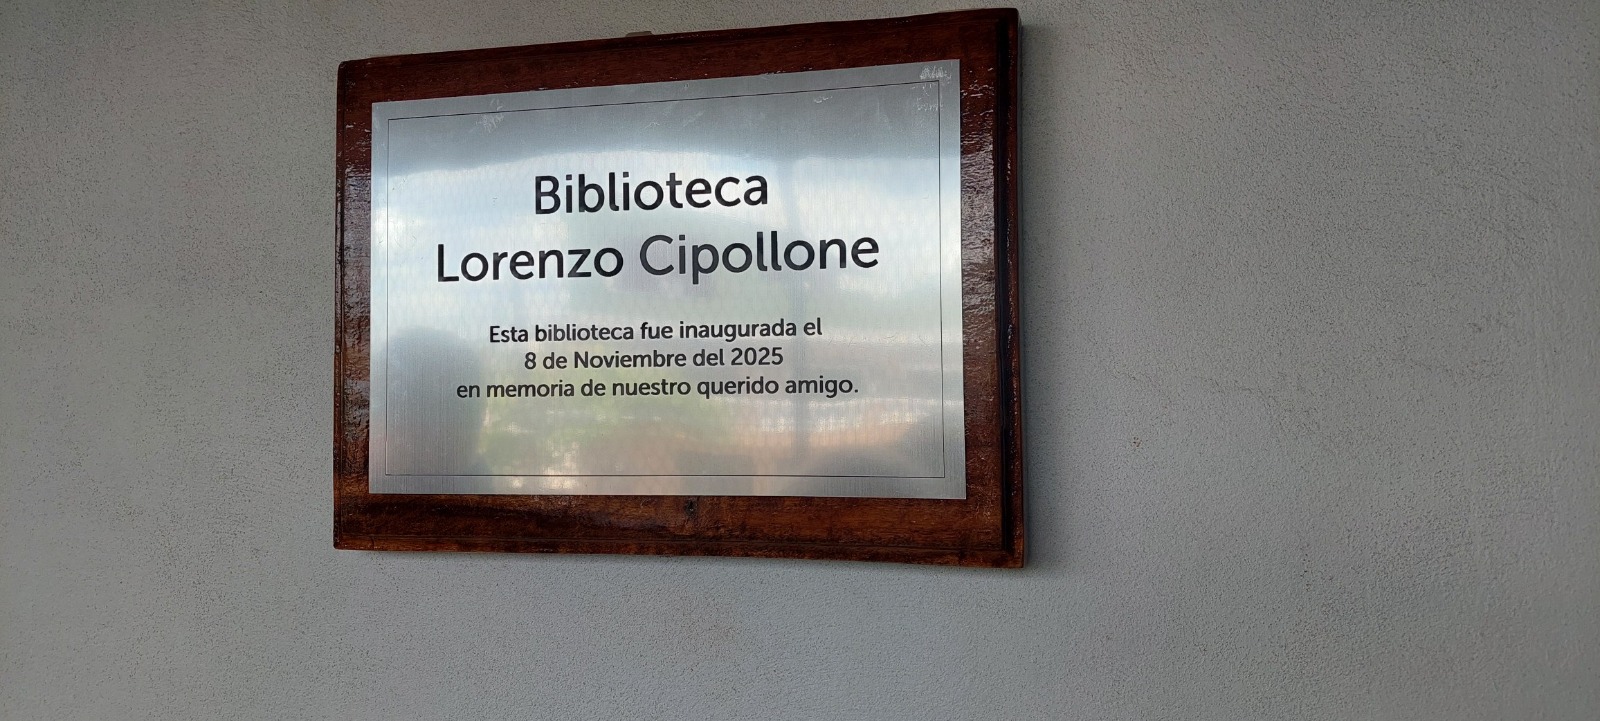 Biblioteca
Lorenzo Cipollone
Esta biblioteca fue inaugurada el
8 de Noviembre del 2025
en memoria de nuestro querido amigo.